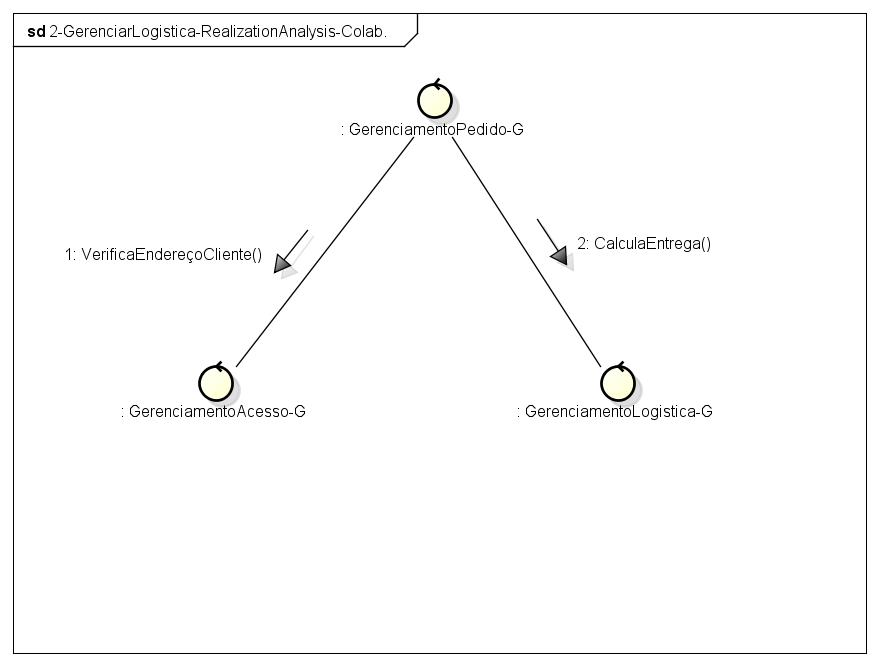 sd 2-GerenciarLogistica-RealizationAnalysis-Colab.
: GerenciamentoPedido-G
1: VerificaEndereçoCliente()
2: CalculaEntrega()
: GerenciamentoAcesso-G
: GerenciamentoLogistica-G